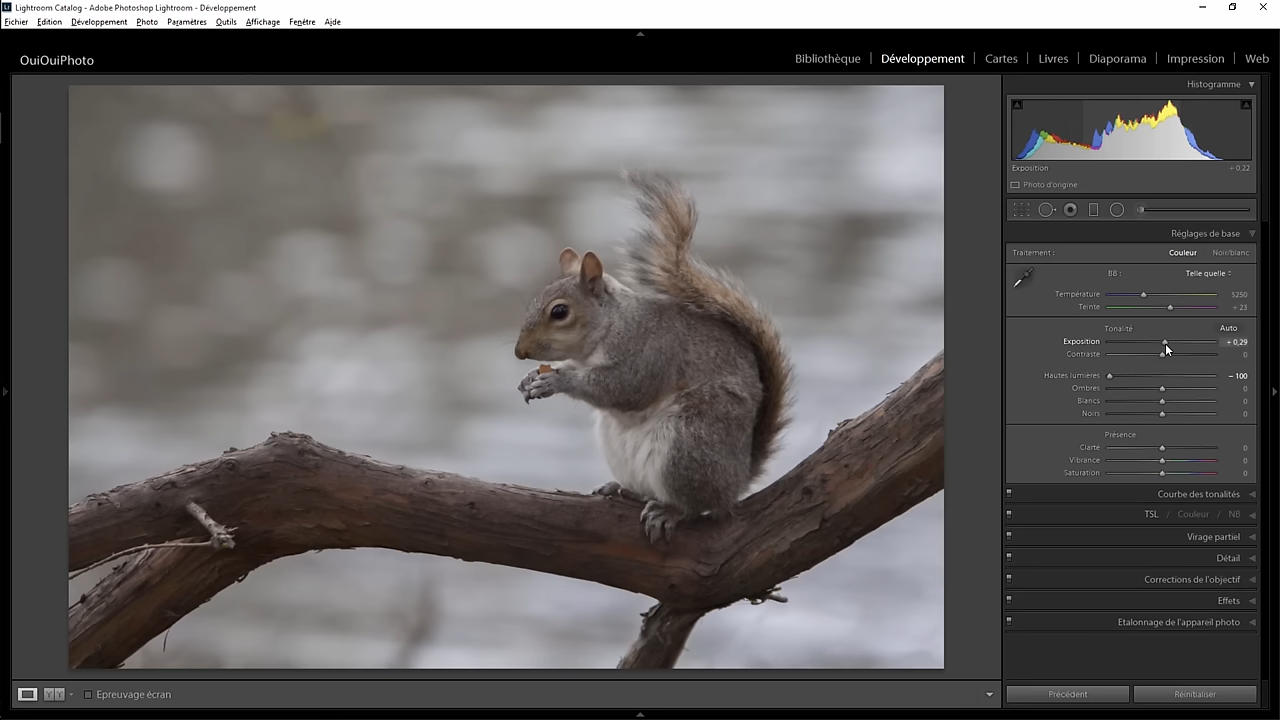 Lightroom Catalog - Adobe Photoshop Lightroom - Développement
Fichier Edition Développement Photo Paramètres Outils Affichage Fenêtre Aide
OuiOuiPhoto
Bibliothèque | Développement | Cartes | Livres | Diaporama | Impression | Web
Histogramme
Exposition + 0,22
Photo d'origine
Réglages de base
Traitement : Couleur Noir/blanc
BB : Telle quelle
Température 5250
Teinte + 23
Tonalité Auto
Exposition + 0,29
Contraste 0
Hautes lumières − 100
Ombres 0
Blancs 0
Noirs 0
Présence
Clarté 0
Vibrance 0
Saturation 0
Courbe des tonalités
TSL / Couleur / NB
Virage partiel
Détail
Corrections de l'objectif
Effets
Etalonnage de l'appareil photo
Epreuvage écran
Précédent Réinitialiser